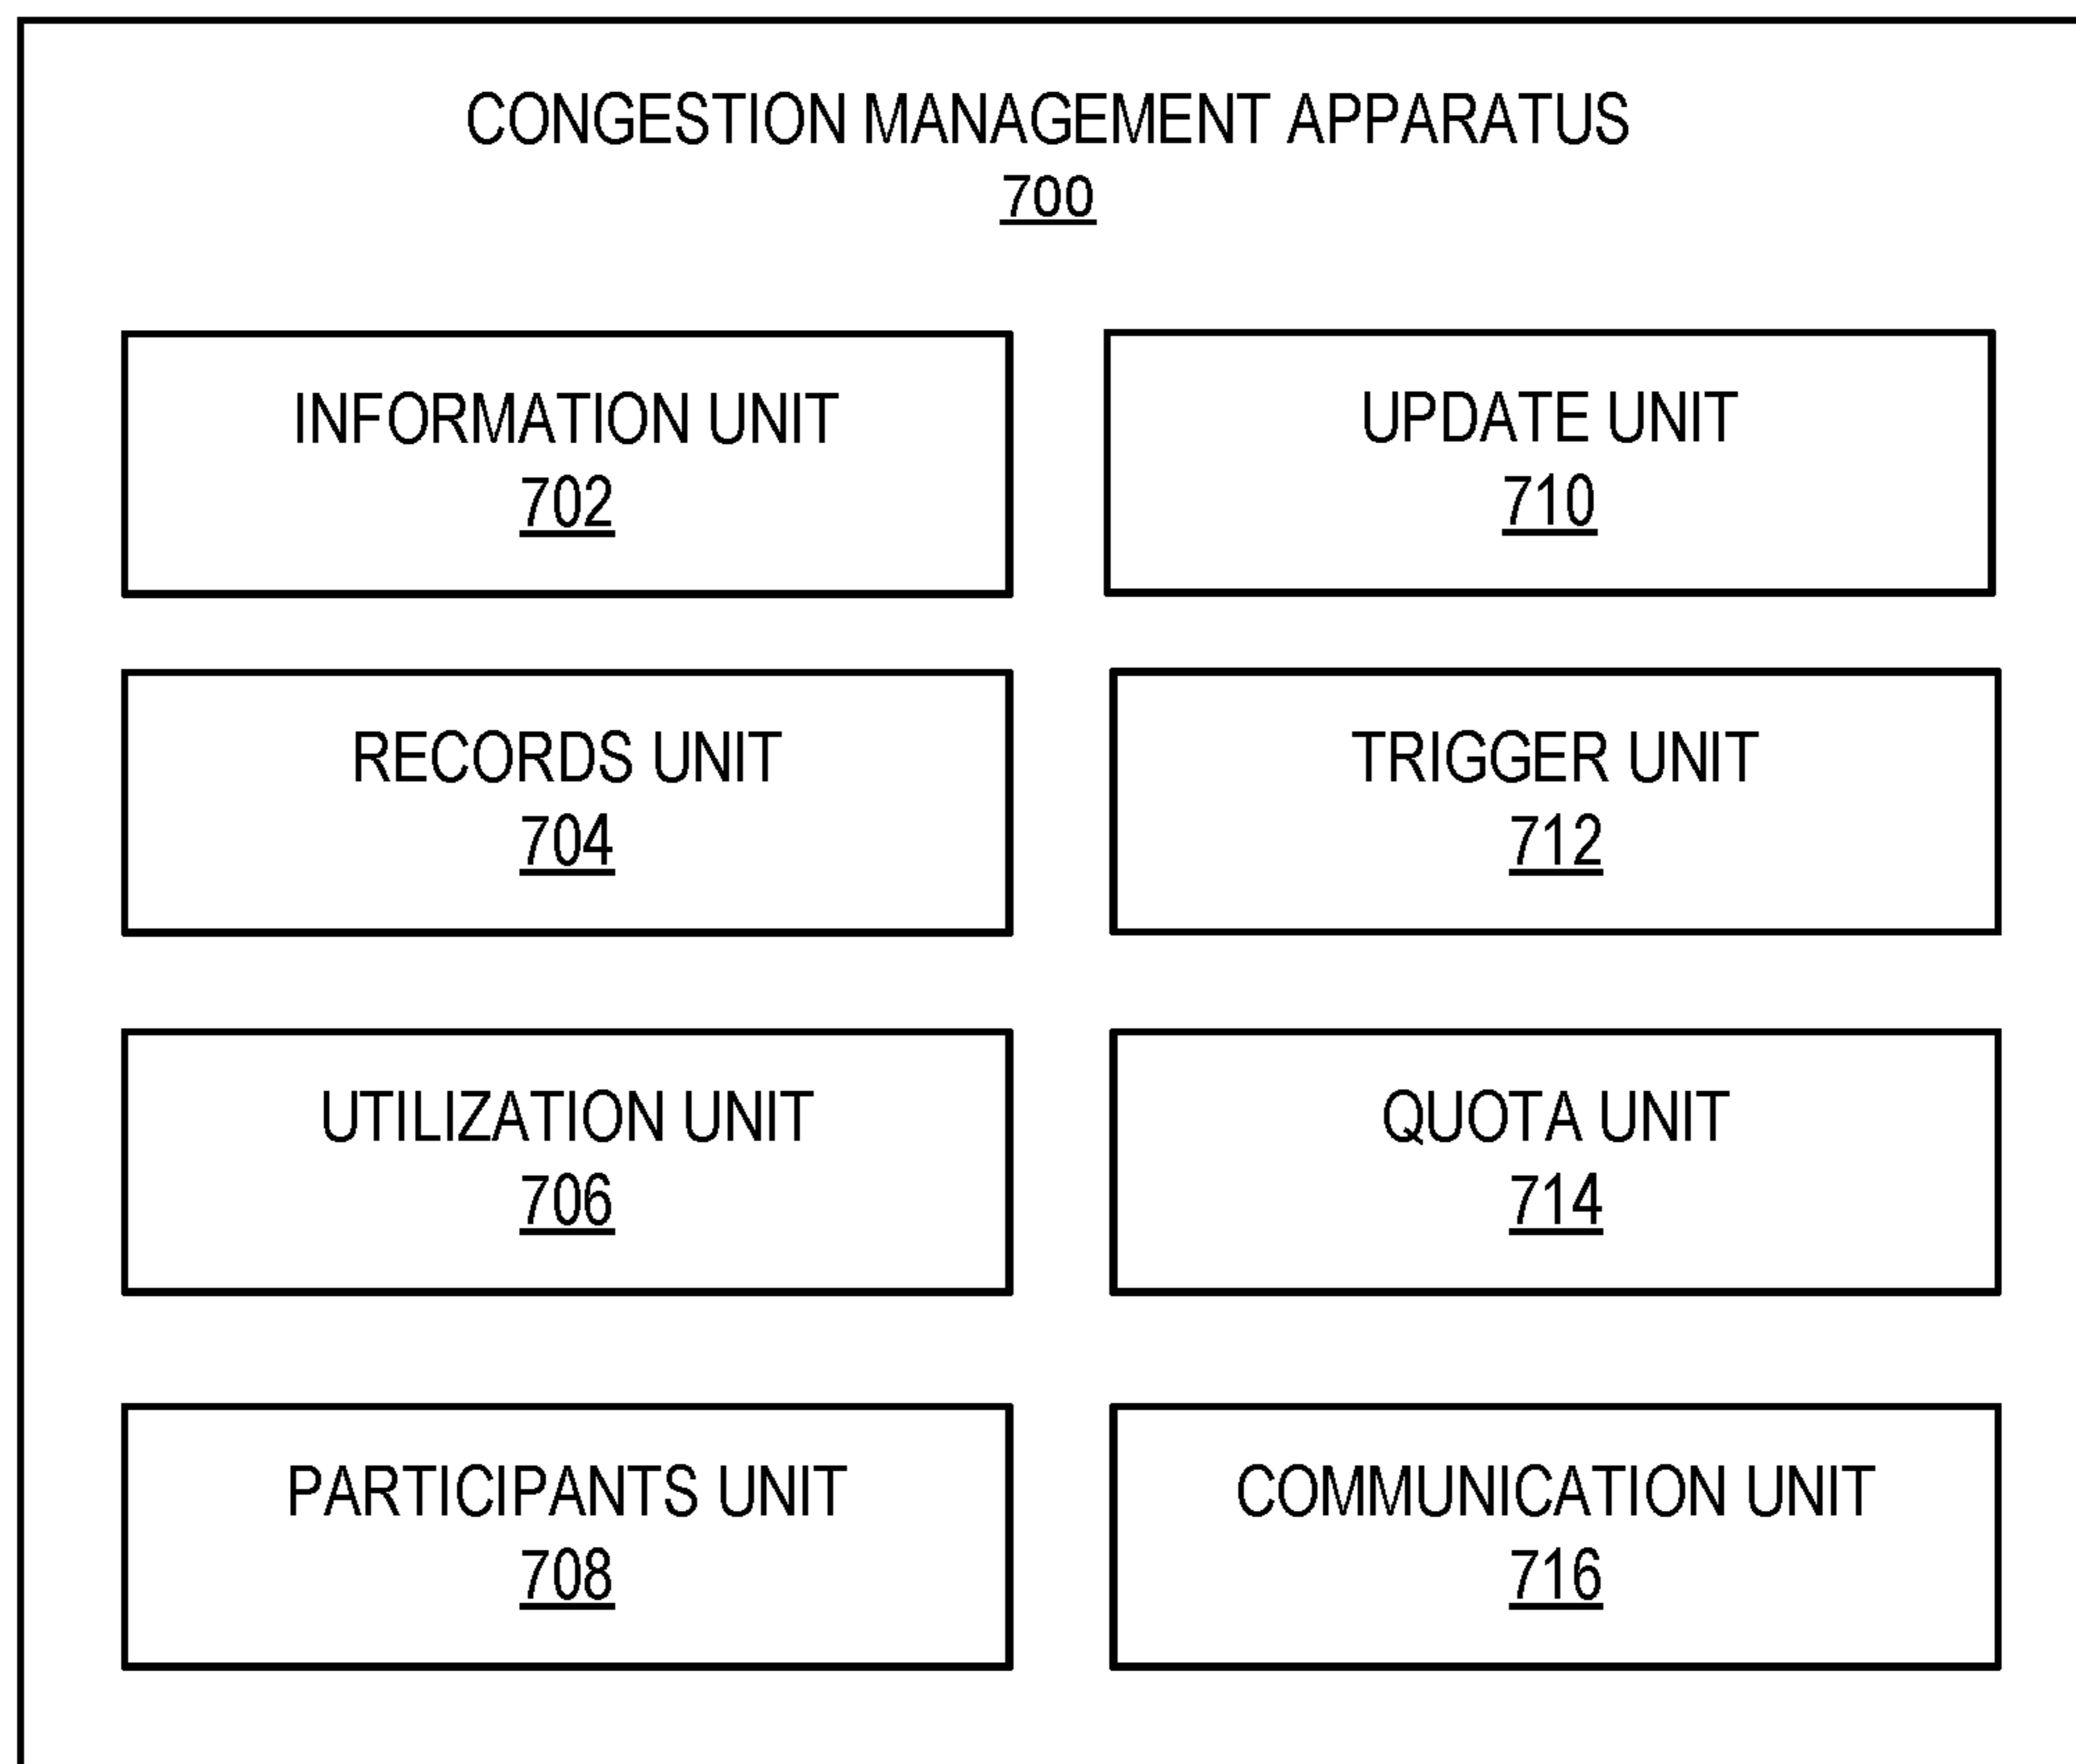 CONGESTION MANAGEMENT APPARATUS
700
INFORMATION UNIT
702
UPDATE UNIT
710
RECORDS UNIT
704
TRIGGER UNIT
712
UTILIZATION UNIT
706
QUOTA UNIT
714
PARTICIPANTS UNIT
708
COMMUNICATION UNIT
716